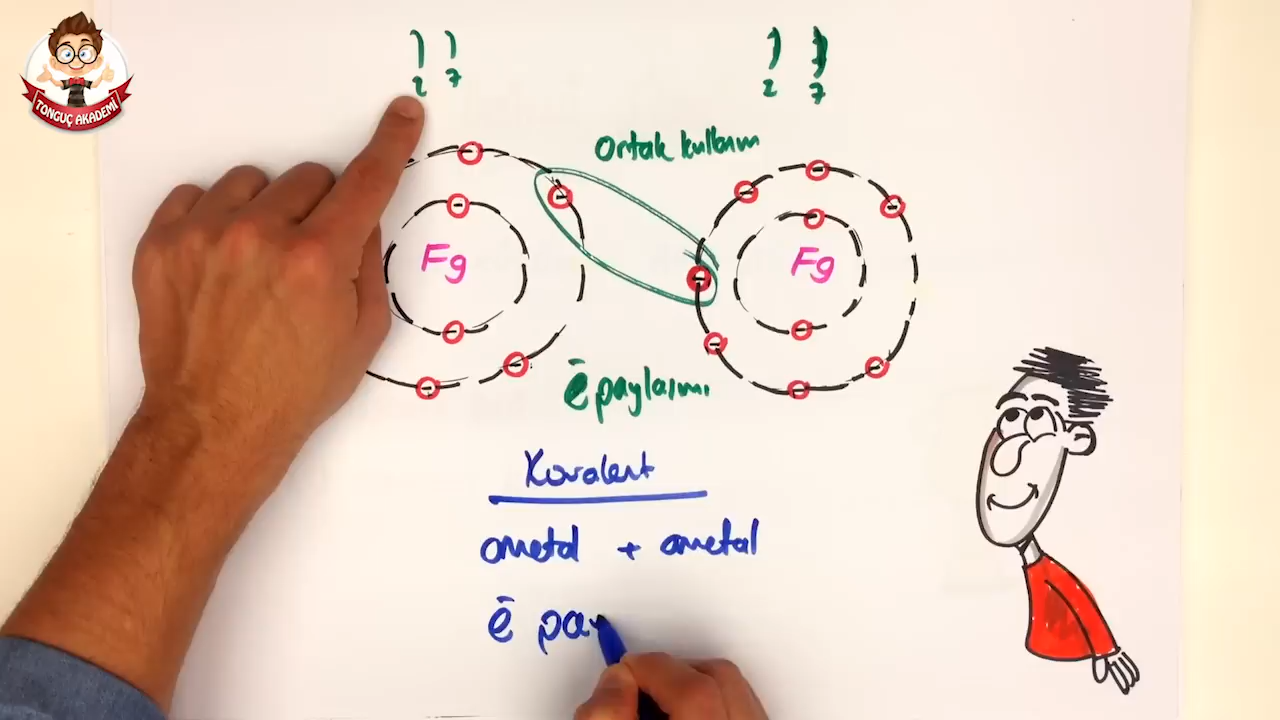 TONGUÇ AKADEMİ
) ) ) )
2 7 2 7
Ortak kullanım
F9 F9
ē paylaşımı
Kovalent
ametal + ametal
ē pay